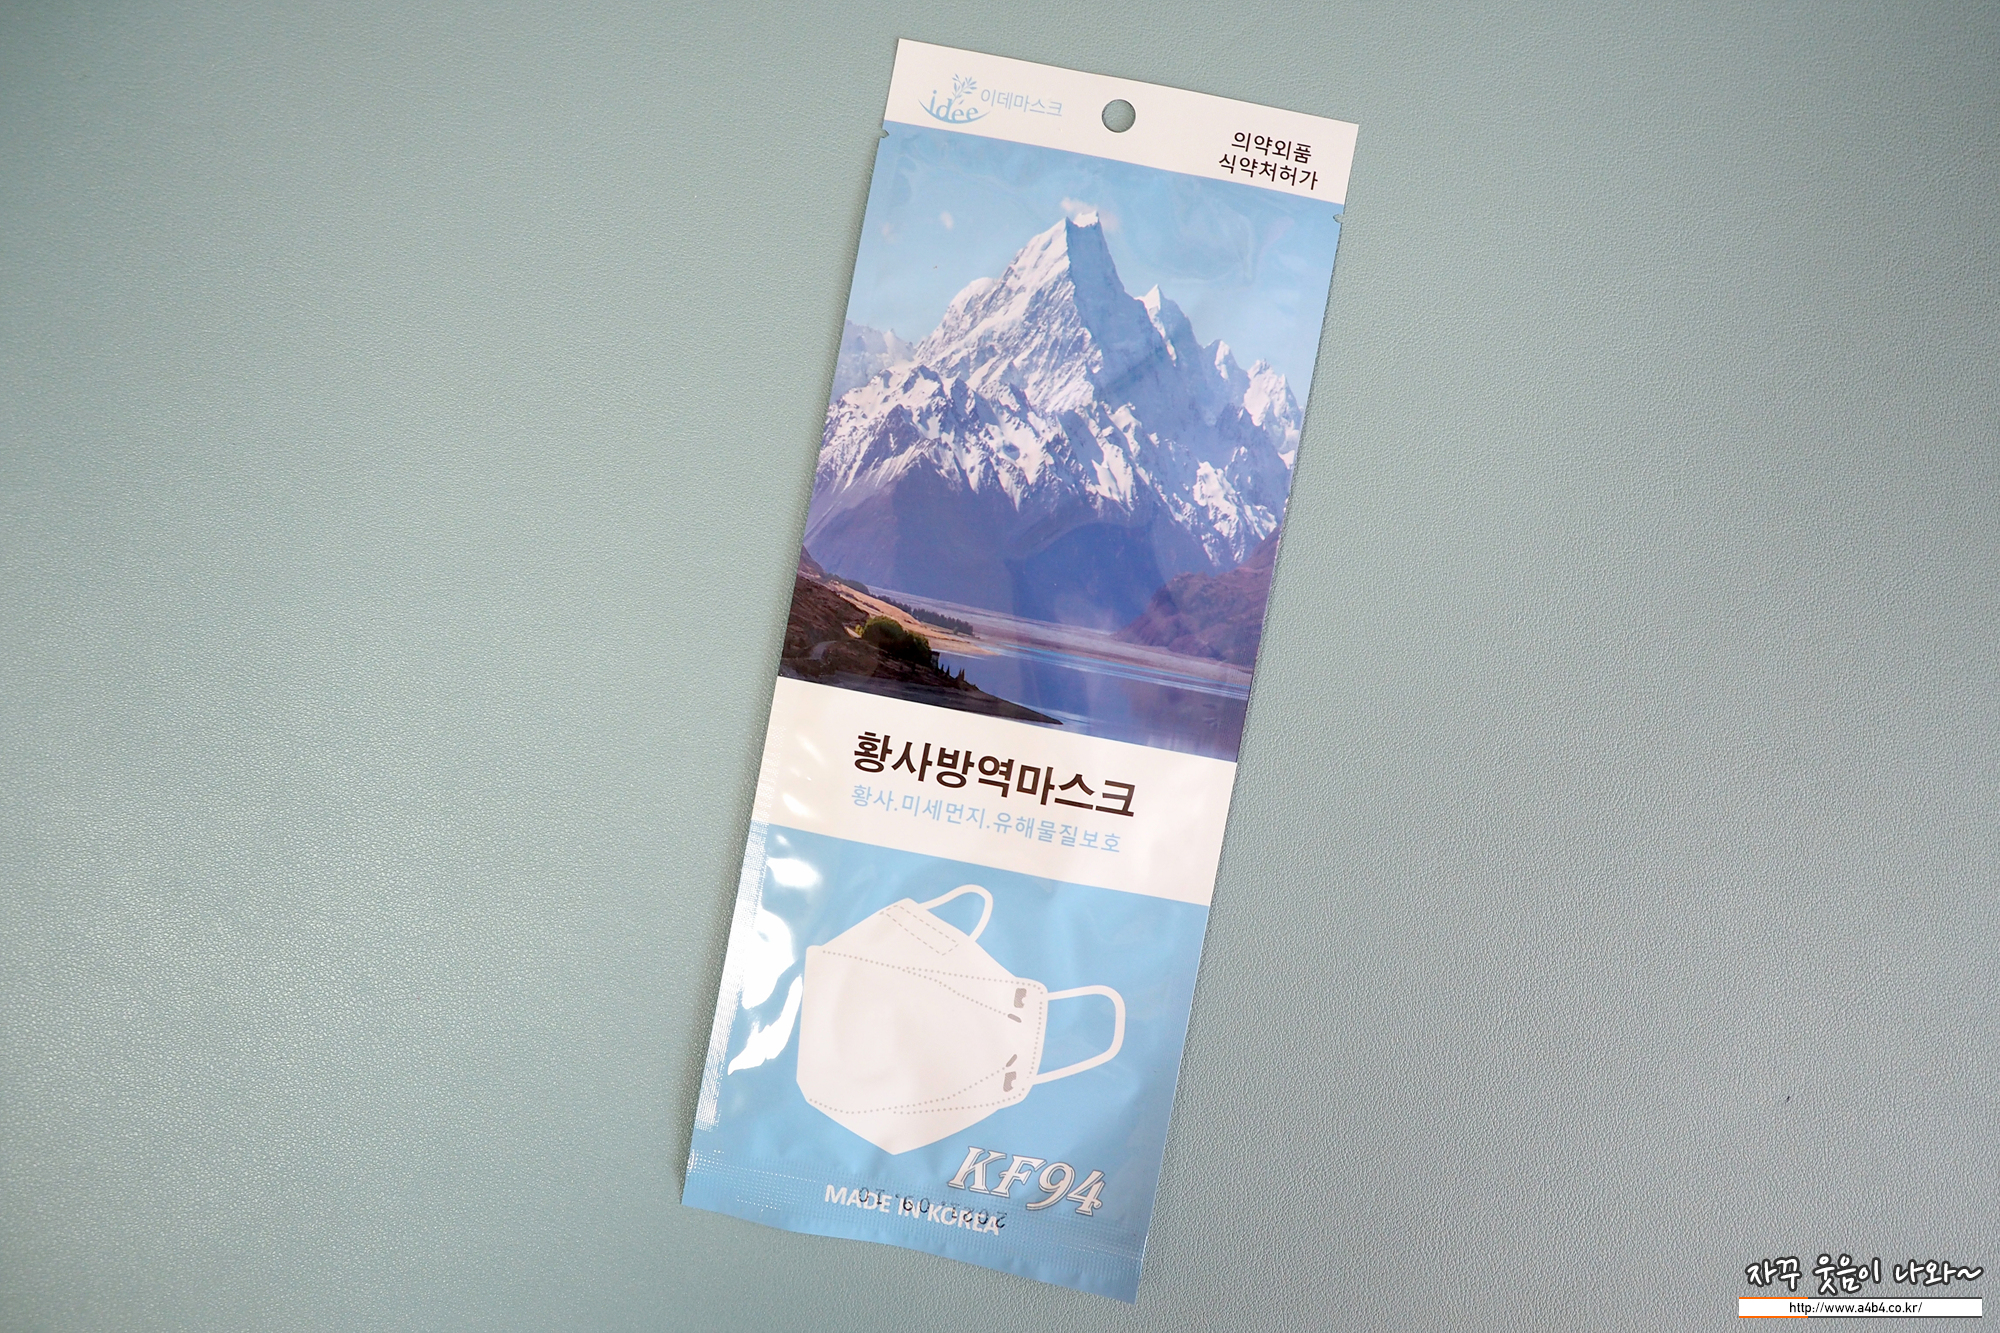 idee 이데마스크
의약외품
식약처허가
황사방역마스크
황사.미세먼지.유해물질보호
KF94
MADE IN KOREA
자꾸 웃음이 나와~
http://www.a4b4.co.kr/